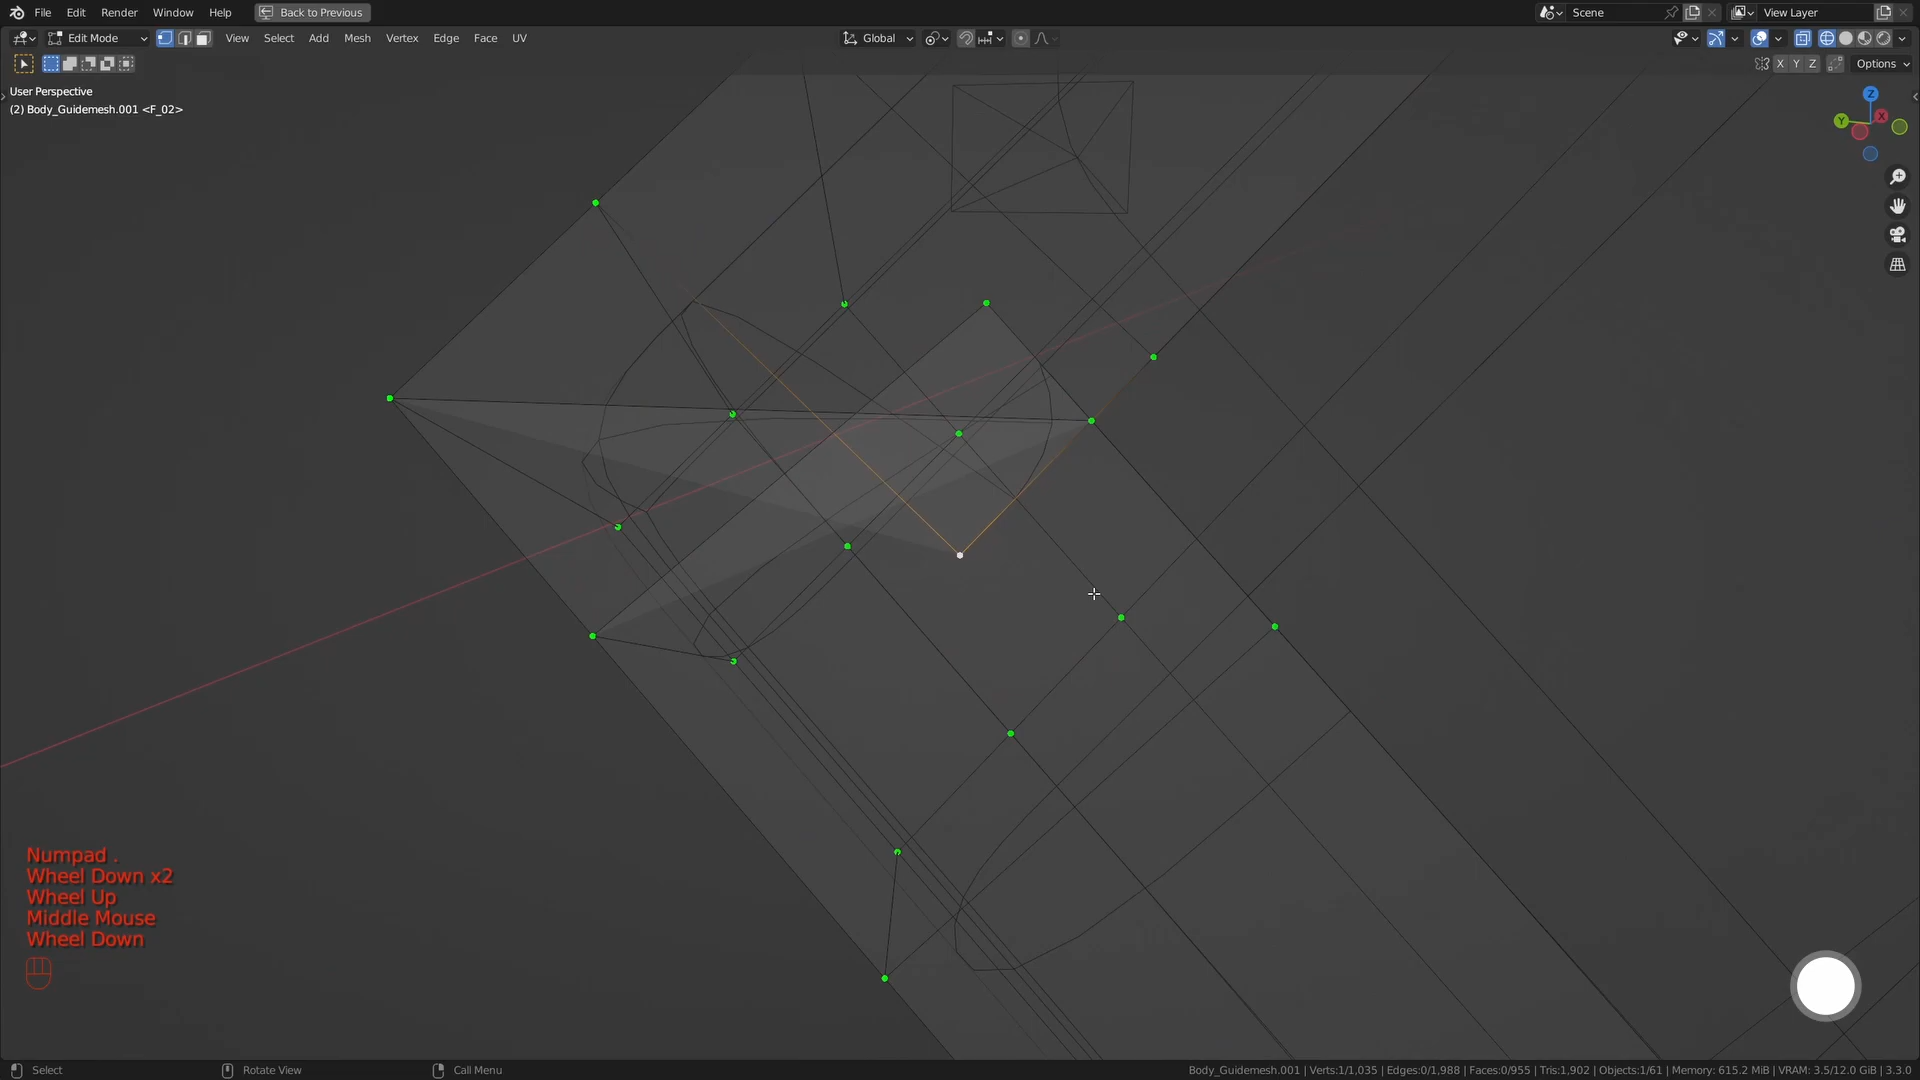 File Edit Render Window Help Back to Previous Scene View Layer
Edit Mode View Select Add Mesh Vertex Edge Face UV Global
X Y Z Options
User Perspective
(2) Body_Guidemesh.001 <F_02>
Z
Y X
Numpad .
Wheel Down x2
Wheel Up
Middle Mouse
Wheel Down
Select Rotate View Call Menu Body_Guidemesh.001 | Verts:1/1,035 | Edges:0/1,988 | Faces:0/955 | Tris:1,902 | Objects:1/61 | Memory: 615.2 MiB | VRAM: 3.5/12.0 GiB | 3.3.0